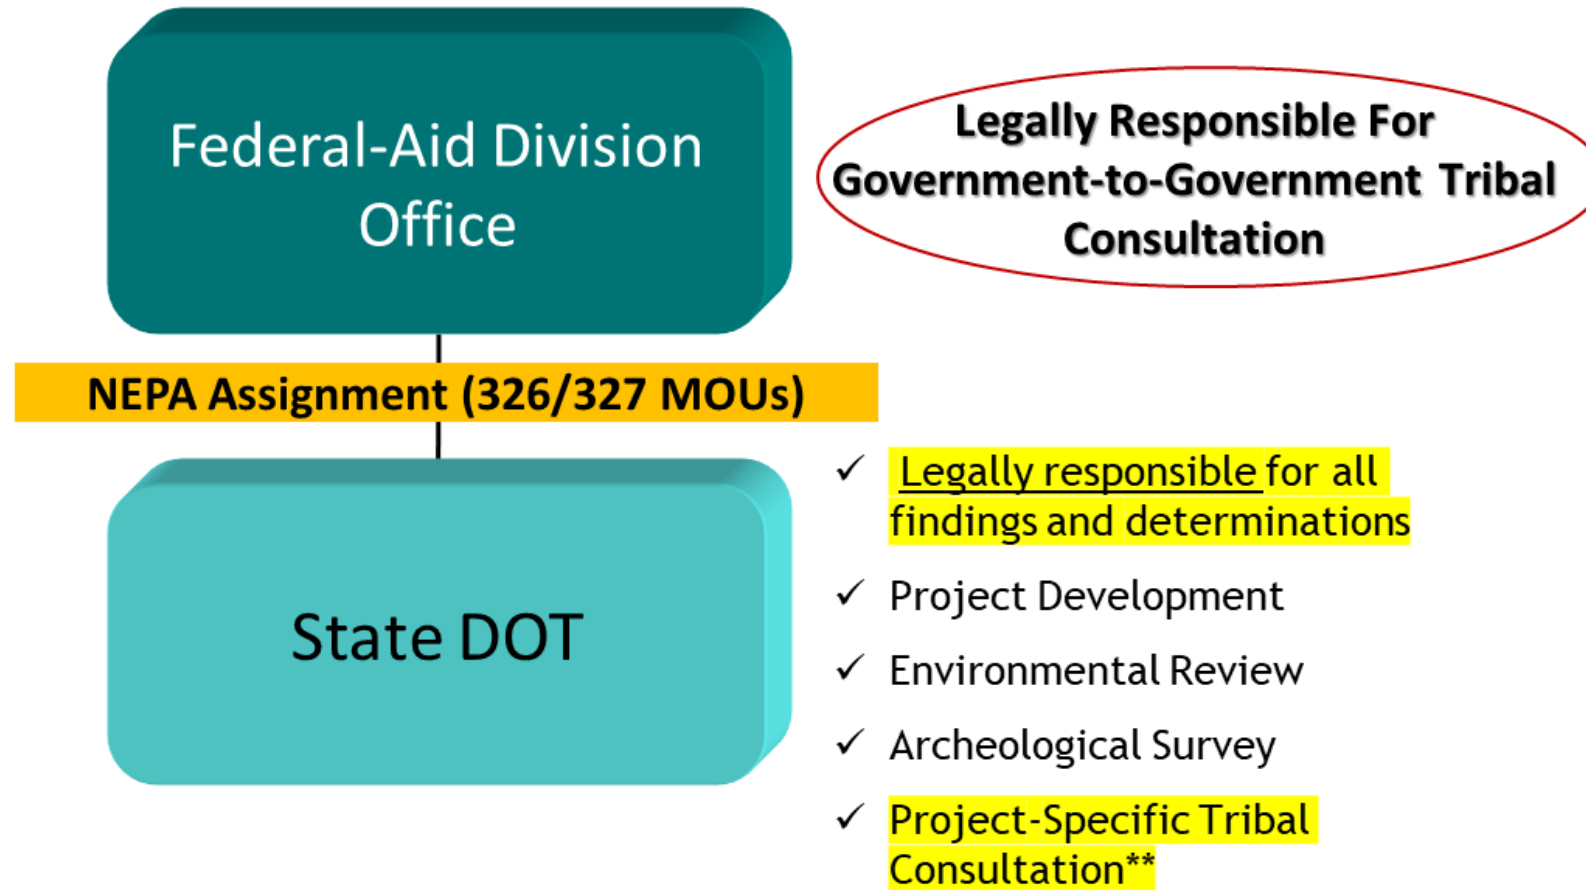 Federal-Aid Division
Office
Legally Responsible For
Government-to-Government Tribal
Consultation
NEPA Assignment (326/327 MOUs)
State DOT
✓ Legally responsible for all
findings and determinations
✓ Project Development
✓ Environmental Review
✓ Archeological Survey
✓ Project-Specific Tribal
Consultation**